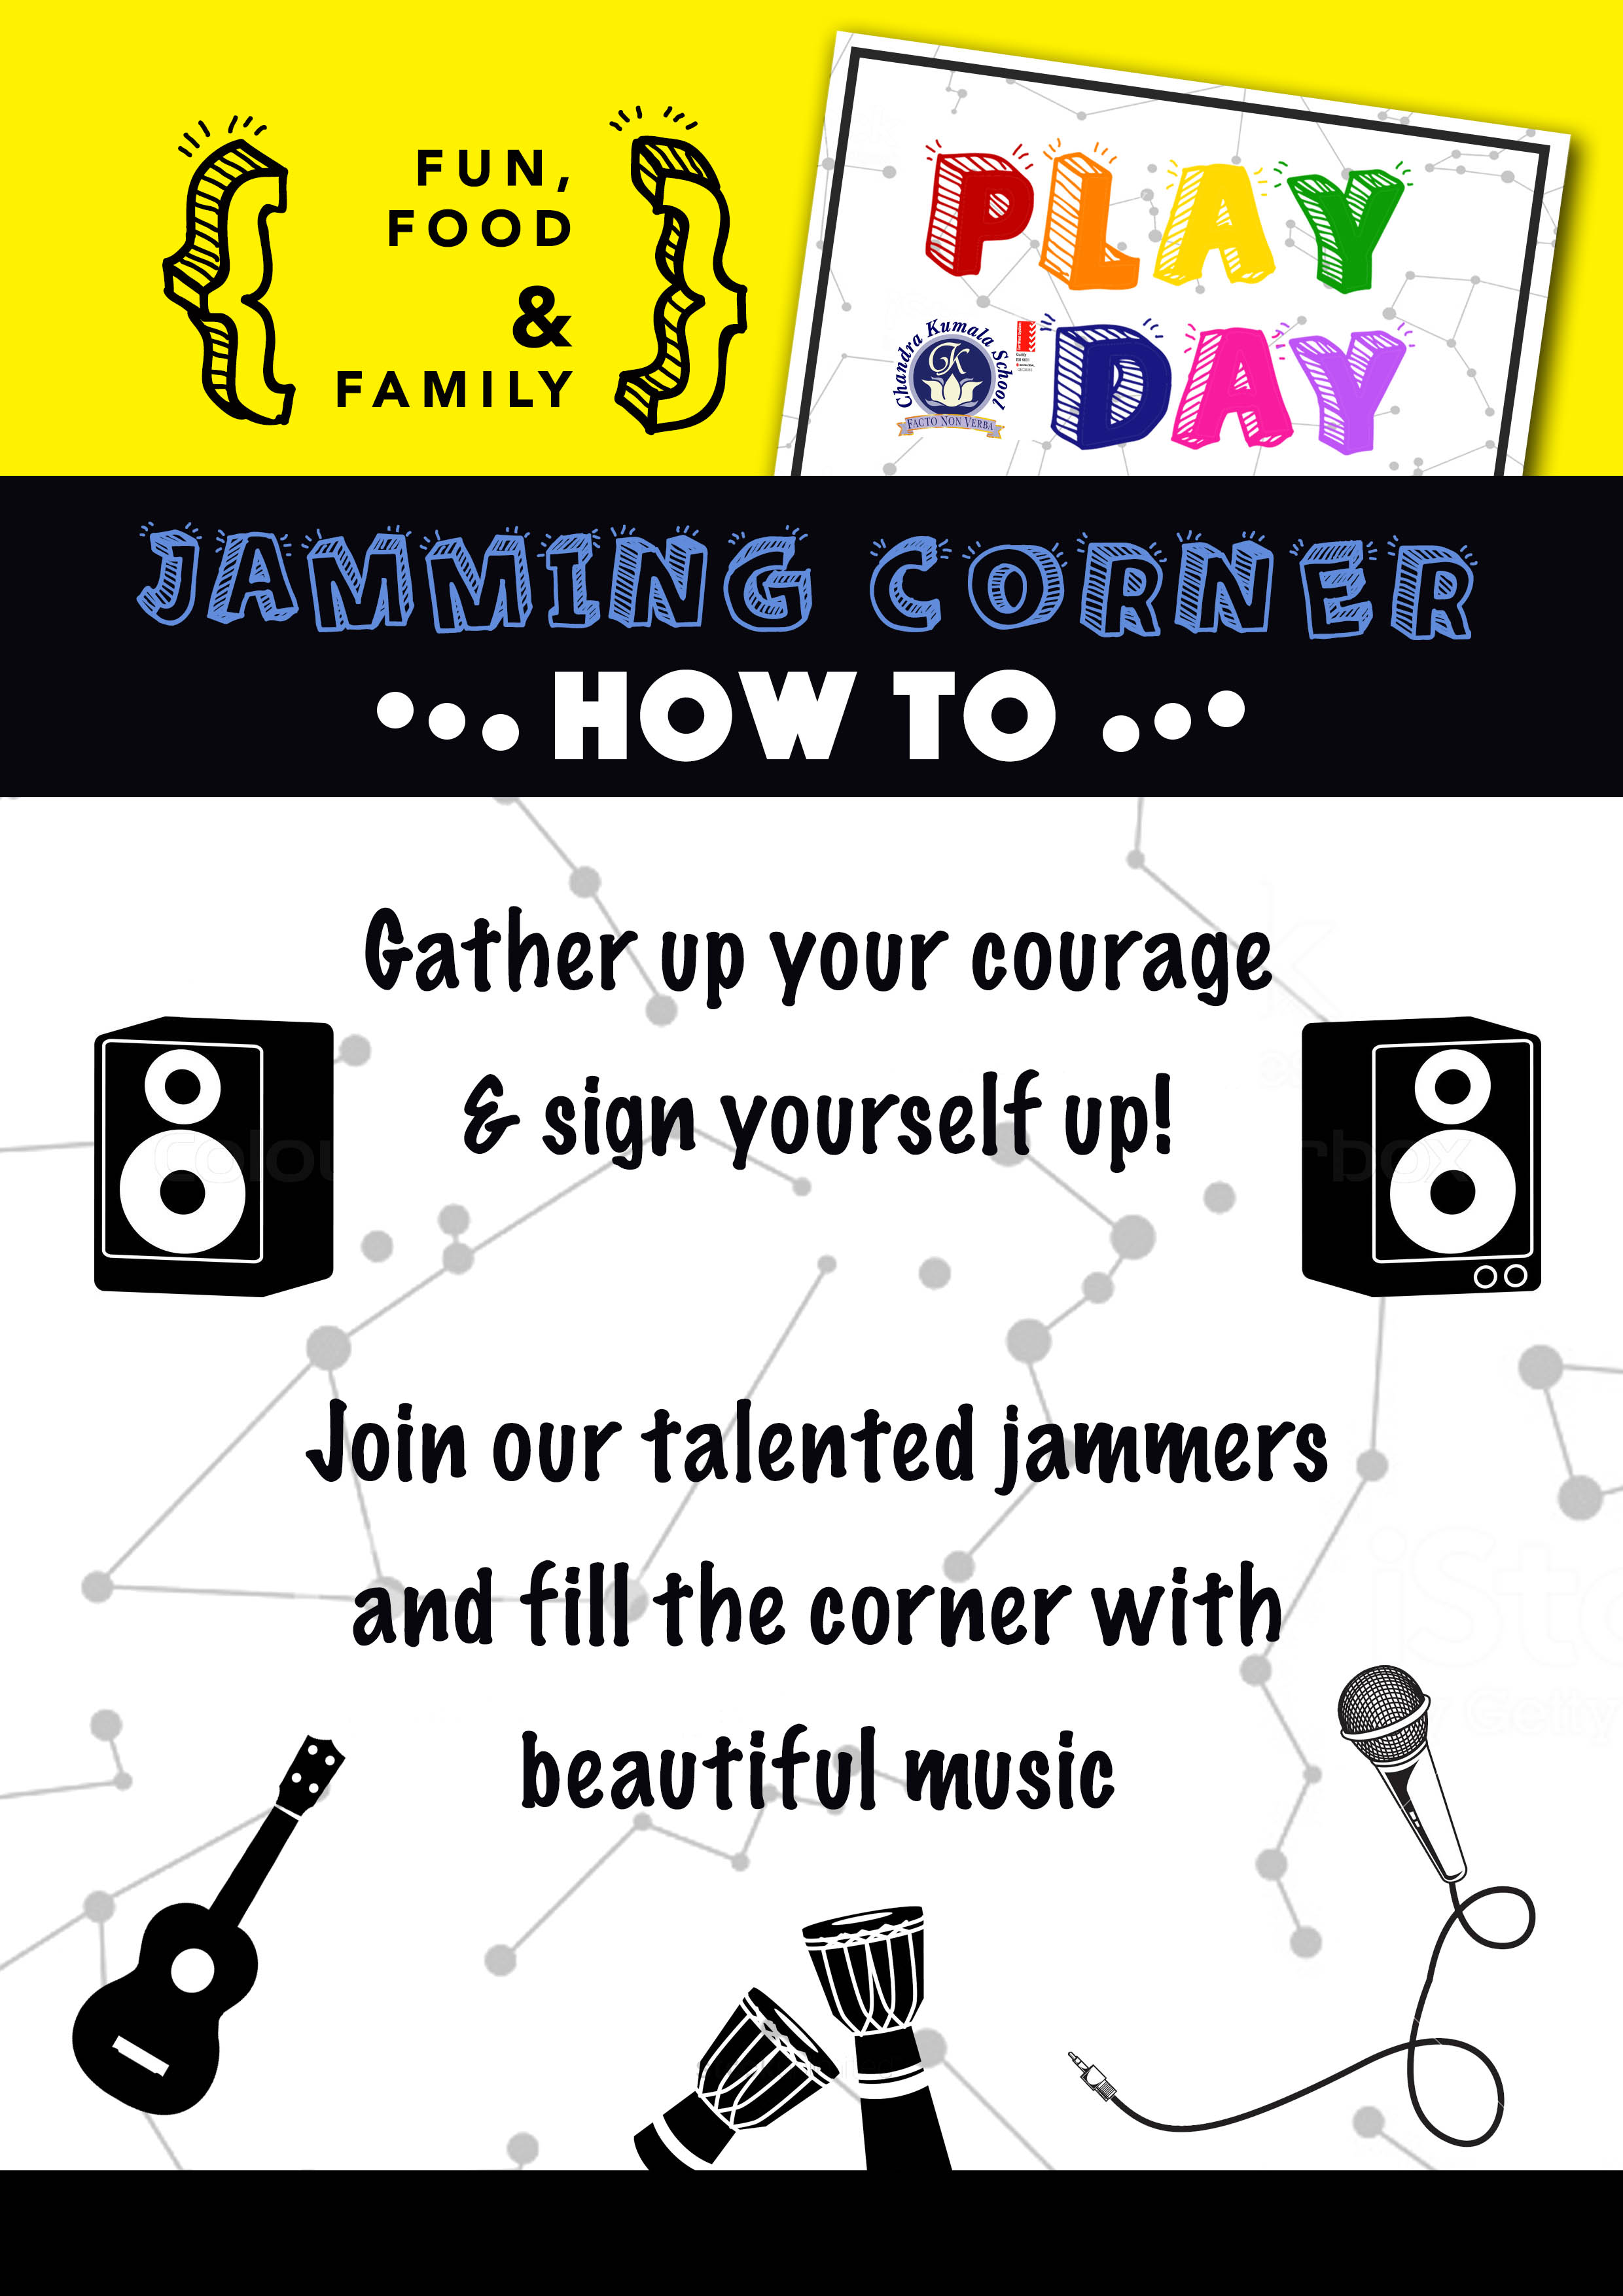 FUN,
FOOD
&
FAMILY
PLAY
DAY
Chandra Kumala School
CK
FACTO NON VERBA
JAMMING CORNER
HOW TO
Gather up your courage
& sign yourself up!
Join our talented jammers
and fill the corner with
beautiful music